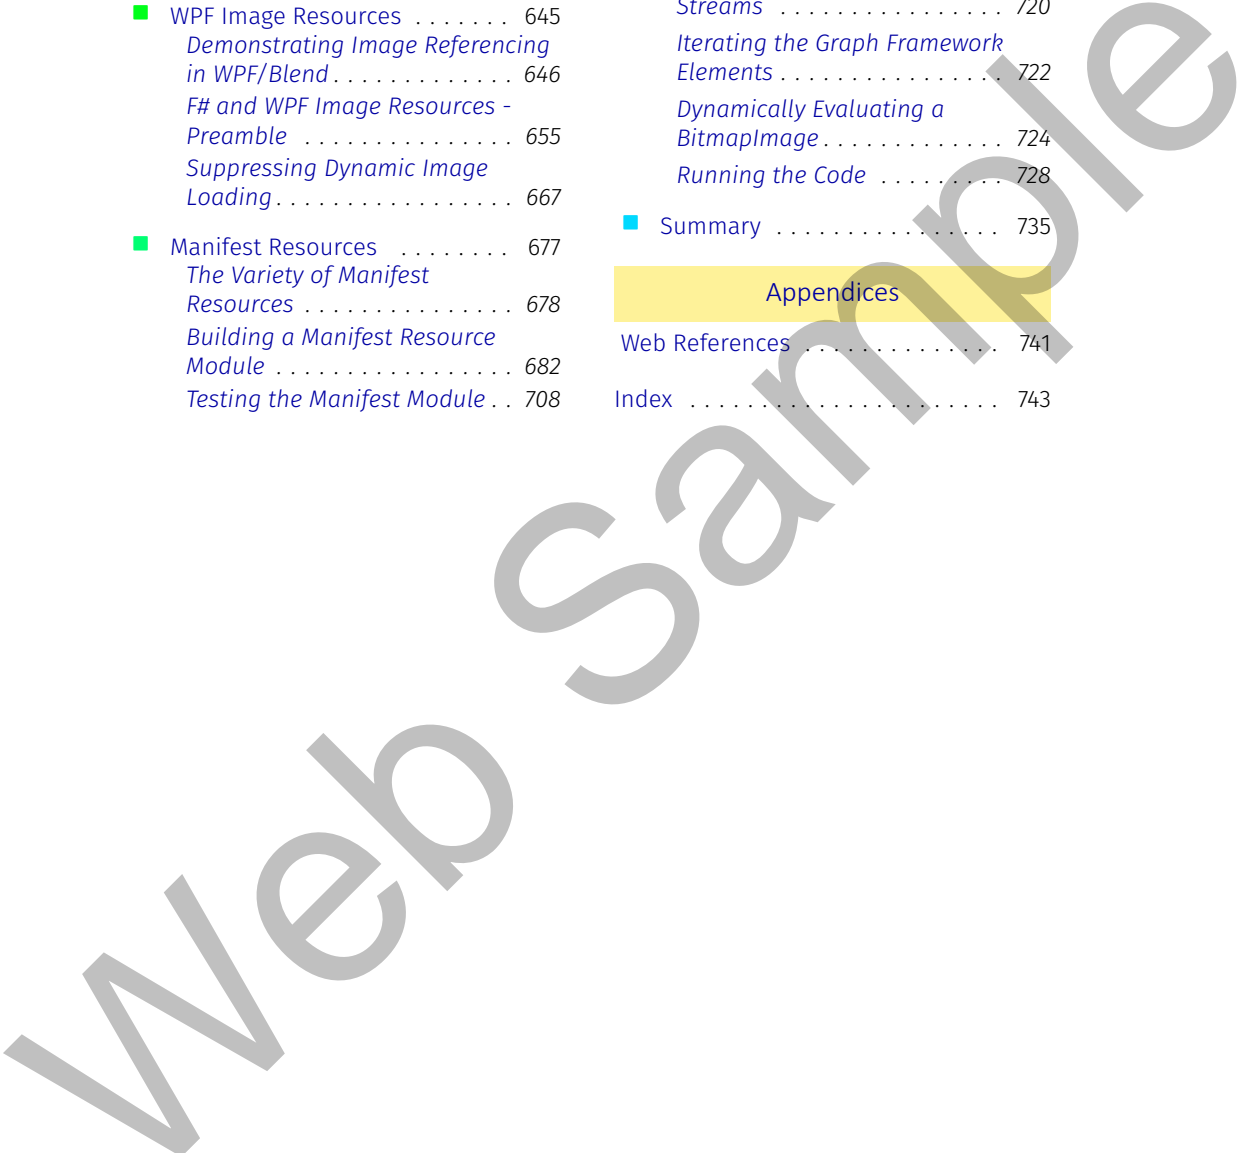 WPF Image Resources . . . . . . . 645
Demonstrating Image Referencing
in WPF/Blend . . . . . . . . . . . . . 646
F# and WPF Image Resources -
Preamble . . . . . . . . . . . . . . . 655
Suppressing Dynamic Image
Loading . . . . . . . . . . . . . . . . . 667
Manifest Resources . . . . . . . . 677
The Variety of Manifest
Resources . . . . . . . . . . . . . . . 678
Building a Manifest Resource
Module . . . . . . . . . . . . . . . . . 682
Testing the Manifest Module . . 708
Streams . . . . . . . . . . . . . . . . 720
Iterating the Graph Framework
Elements . . . . . . . . . . . . . . . . 722
Dynamically Evaluating a
BitmapImage . . . . . . . . . . . . . 724
Running the Code . . . . . . . . . 728
Summary . . . . . . . . . . . . . . . . 735
Appendices
Web References . . . . . . . . . . . . . . 741
Index . . . . . . . . . . . . . . . . . . . . . . 743
Web Sample